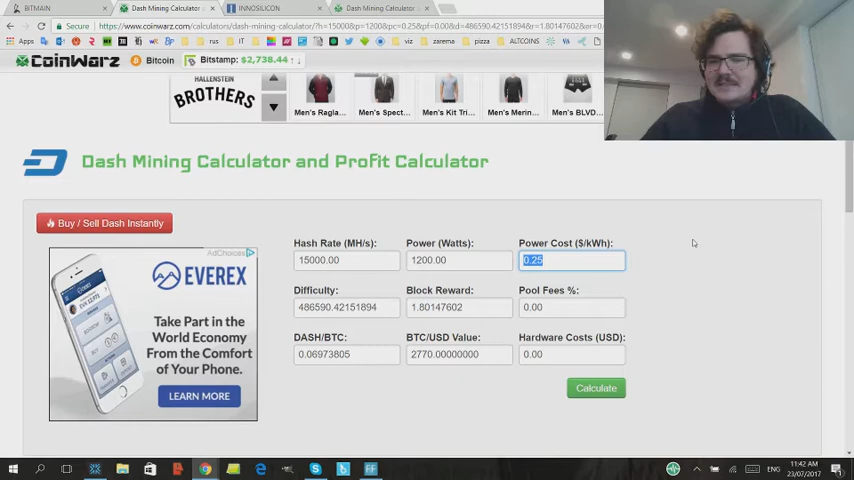 BITMAIN
Dash Mining Calculator
INNOSILICON
Dash Mining Calculator
Secure
https://www.coinwarz.com/calculators/dash-mining-calculator/?h=15000&p=1200&pc=0.25&pf=0.00&d=486590.42151894&r=1.80147602&er=0.
Apps
rus
IT
vlz
zarema
pizza
ALTCOINS
Other bookmarks
CoinWarz
Bitcoin
Bitstamp: $2,738.44
HALLENSTEIN
BROTHERS
Men's Ragla...
Men's Spect...
Men's Kit Tri...
Men's Merin...
Men's BLVD...
Dash Mining Calculator and Profit Calculator
Buy / Sell Dash Instantly
Hash Rate (MH/s):
Power (Watts):
Power Cost ($/kWh):
15000.00
1200.00
0.25
AdChoices
EVEREX
Take Part in the
World Economy
From the Comfort
of Your Phone.
LEARN MORE
Difficulty:
Block Reward:
Pool Fees %:
486590.42151894
1.80147602
0.00
DASH/BTC:
BTC/USD Value:
Hardware Costs (USD):
0.06973805
2770.00000000
0.00
Calculate
ENG
11:42 AM
23/07/2017